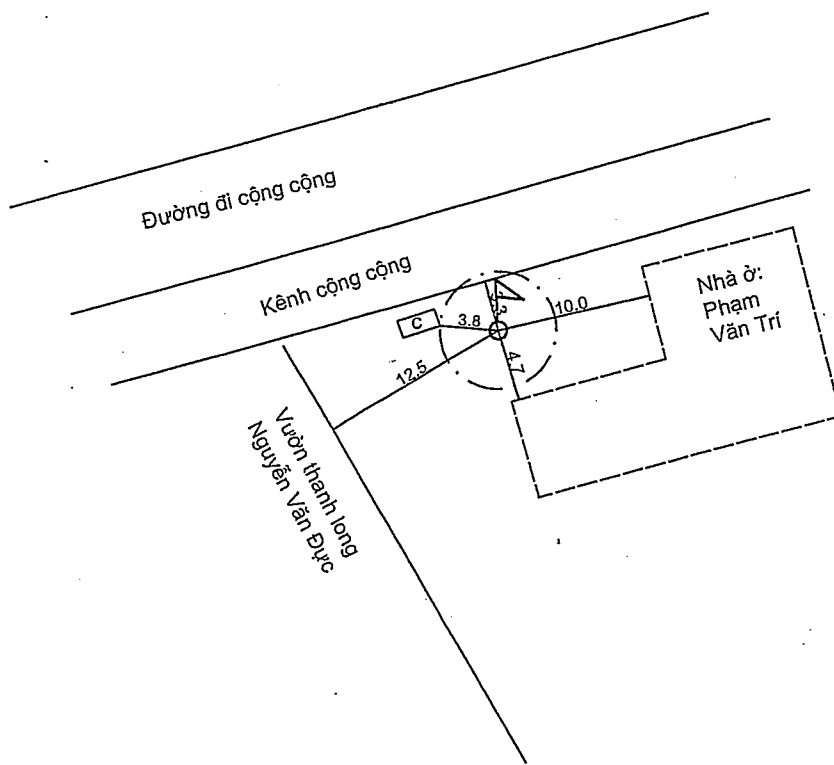 Đường đi cộng cộng
Kênh cộng cộng
Nhà ở:
Phạm
Văn Trí
10.0
C
3.8
12.5
4.7
Vườn thanh long
Nguyễn Văn Đực